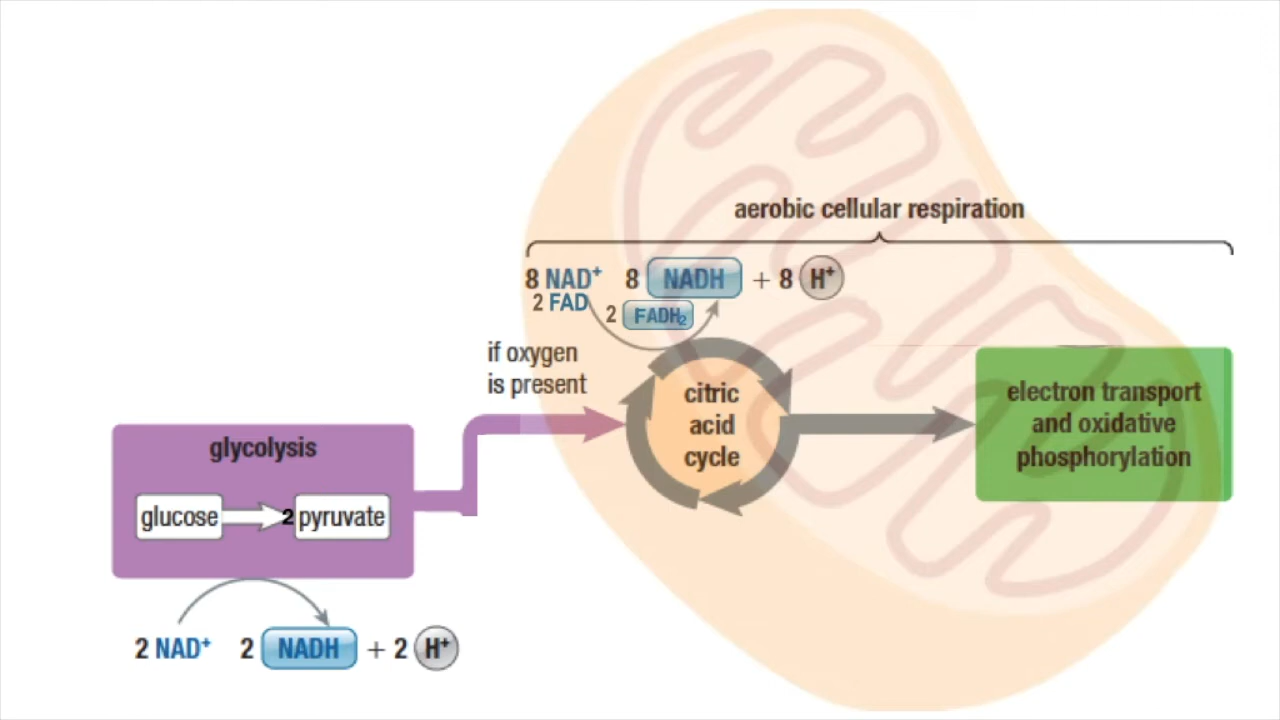 aerobic cellular respiration
8 NAD⁺ 8 NADH + 8 H⁺
2 FAD 2 FADH₂
if oxygen
is present
citric
acid
cycle
electron transport
and oxidative
phosphorylation
glycolysis
glucose 2 pyruvate
2 NAD⁺ 2 NADH + 2 H⁺